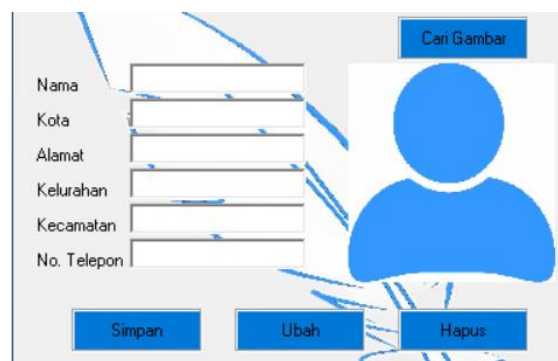 Cari Gambar
Nama
Kota
Alamat
Kelurahan
Kecamatan
No. Telepon
Simpan Ubah Hapus